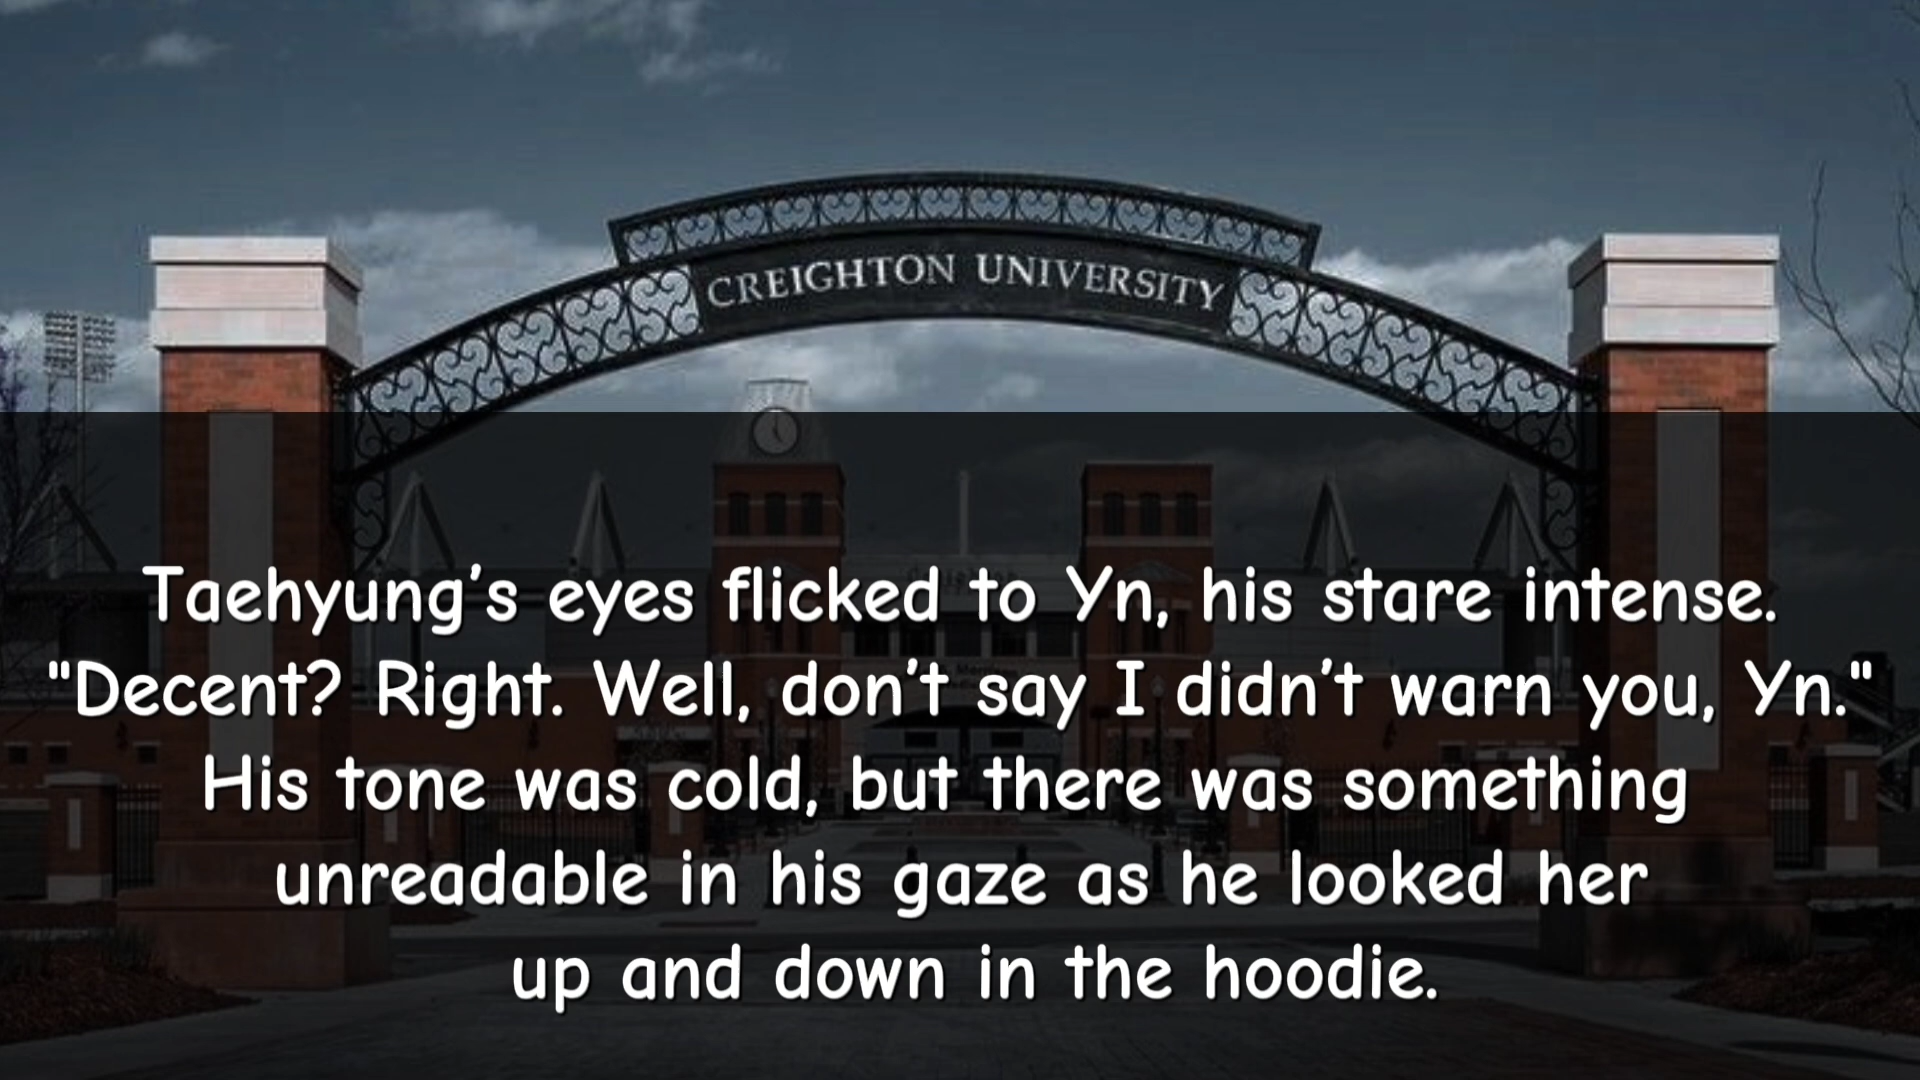 CREIGHTON UNIVERSITY
Taehyung's eyes flicked to Yn, his stare intense.
"Decent? Right. Well, don't say I didn't warn you, Yn."
His tone was cold, but there was something
unreadable in his gaze as he looked her
up and down in the hoodie.